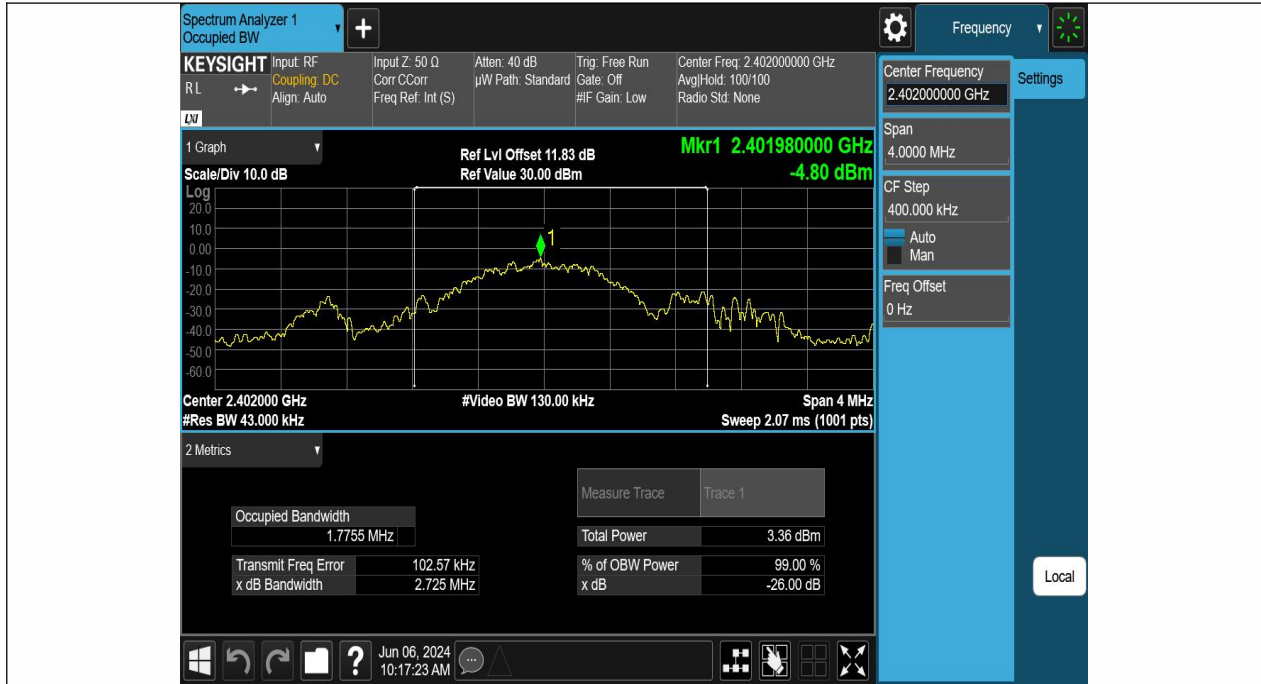 Spectrum Analyzer 1
Occupied BW
+
Frequency
KEYSIGHT
R L
LXI
Input: RF
Coupling: DC
Align: Auto
Input Z: 50 Ω
Corr CCorr
Freq Ref: Int (S)
Atten: 40 dB
µW Path: Standard
Trig: Free Run
Gate: Off
#IF Gain: Low
Center Freq: 2.402000000 GHz
Avg|Hold: 100/100
Radio Std: None
Center Frequency
2.402000000 GHz
Settings
Span
4.0000 MHz
CF Step
400.000 kHz
Auto
Man
Freq Offset
0 Hz
Local
1 Graph
Scale/Div 10.0 dB
Ref Lvl Offset 11.83 dB
Ref Value 30.00 dBm
Mkr1 2.401980000 GHz
-4.80 dBm
Log
20.0
10.0
0.00
-10.0
-20.0
-30.0
-40.0
-50.0
-60.0
1
Center 2.402000 GHz
#Video BW 130.00 kHz
Span 4 MHz
#Res BW 43.000 kHz
Sweep 2.07 ms (1001 pts)
2 Metrics
Measure Trace
Trace 1
Occupied Bandwidth
1.7755 MHz
Total Power
3.36 dBm
Transmit Freq Error
102.57 kHz
% of OBW Power
99.00 %
x dB Bandwidth
2.725 MHz
x dB
-26.00 dB
?
Jun 06, 2024
10:17:23 AM